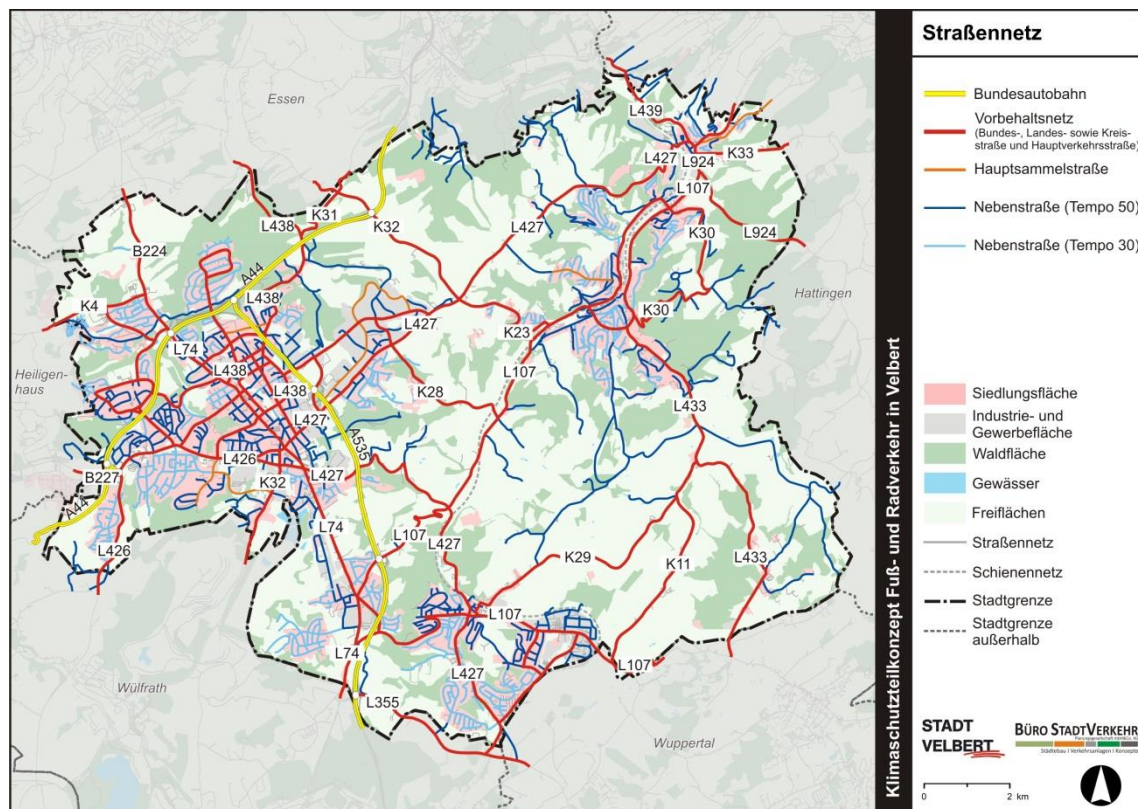 Essen
L439
L427
L924
K33
L107
K31
L438
K32
L427
K30
L924
B224
A44
Hattingen
K4
L438
L427
K23
K30
L74
L438
L107
Heiligen-
haus
L438
K28
L433
L427
A535
L426
L427
B227
K32
A44
L74
L107
L427
K29
K11
L433
L426
L107
L74
L427
L107
Wülfrath
L355
Wuppertal
Klimaschutzteilkonzept Fuß- und Radverkehr in Velbert
Straßennetz
Bundesautobahn
Vorbehaltsnetz
(Bundes-, Landes- sowie Kreis-
straße und Hauptverkehrsstraße)
Hauptsammelstraße
Nebenstraße (Tempo 50)
Nebenstraße (Tempo 30)
Siedlungsfläche
Industrie- und
Gewerbefläche
Waldfläche
Gewässer
Freiflächen
Straßennetz
Schienennetz
Stadtgrenze
Stadtgrenze
außerhalb
STADT
VELBERT
BÜRO STADTVERKEHR
Städtebau | Verkehrsanlagen | Konzepte
0 2 km